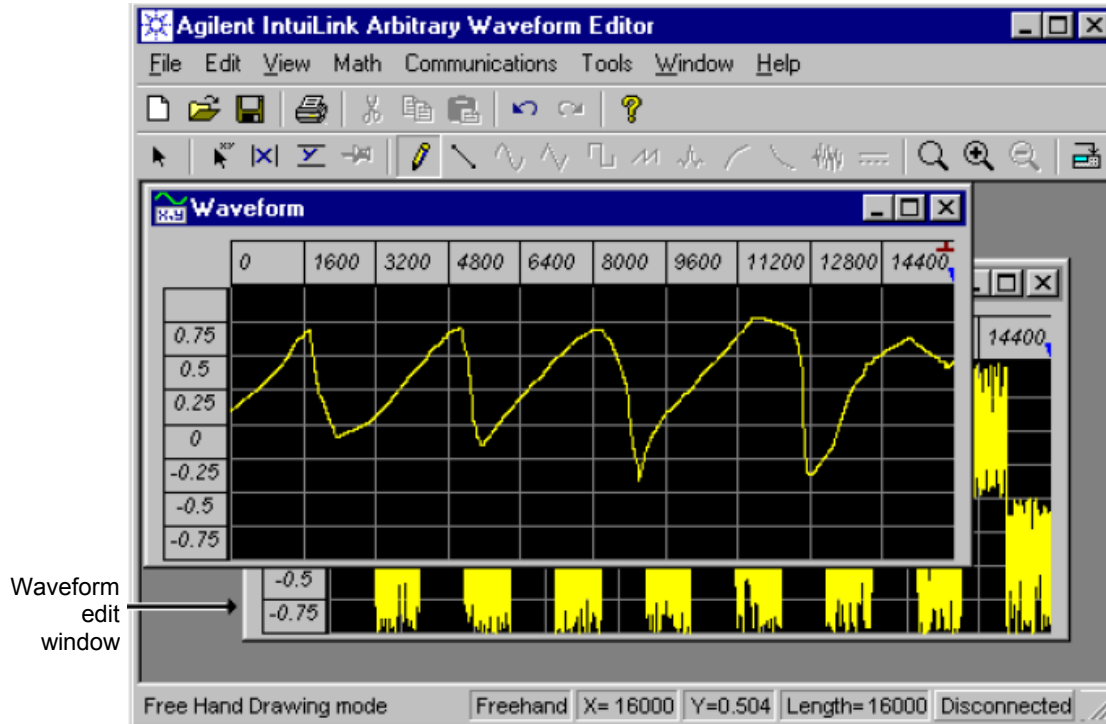 Agilent IntuiLink Arbitrary Waveform Editor
File Edit View Math Communications Tools Window Help
Waveform
0 1600 3200 4800 6400 8000 9600 11200 12800 14400
0.75
0.5
0.25
0
-0.25
-0.5
-0.75
14400
-0.5
-0.75
Waveform
edit
window
Free Hand Drawing mode Freehand X= 16000 Y=0.504 Length=16000 Disconnected